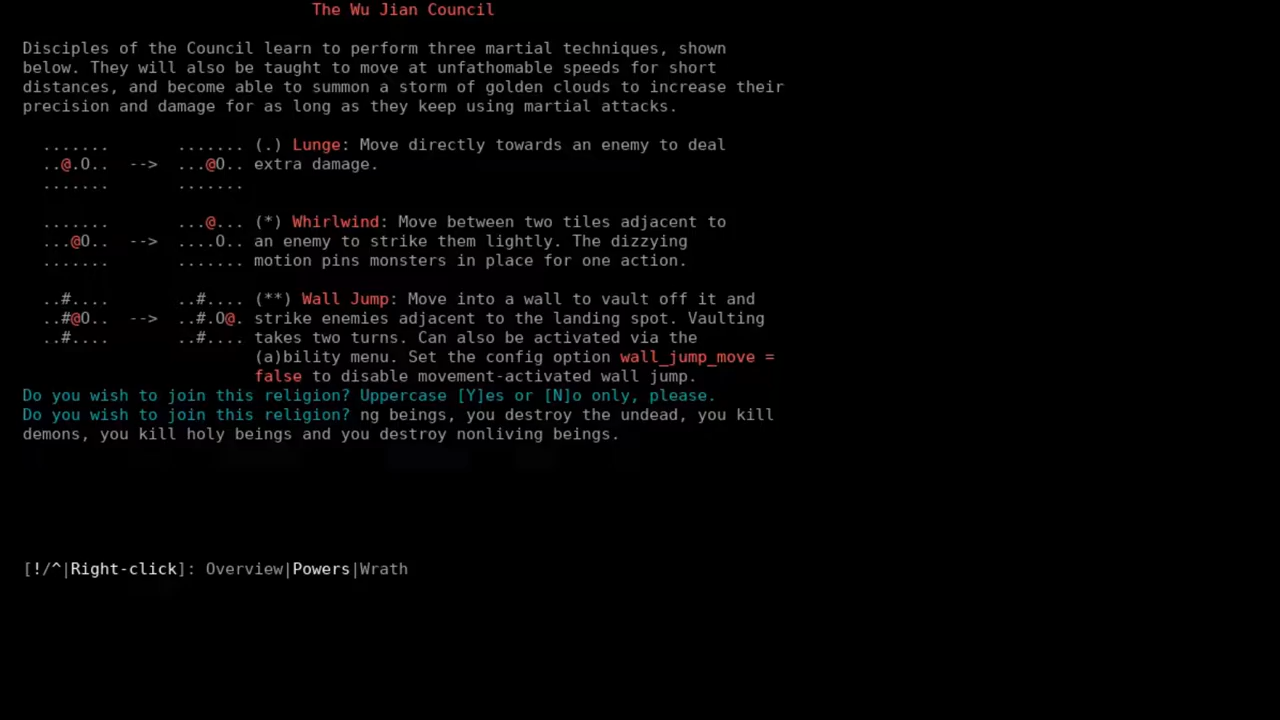 The Wu Jian Council
Disciples of the Council learn to perform three martial techniques, shown
below. They will also be taught to move at unfathomable speeds for short
distances, and become able to summon a storm of golden clouds to increase their
precision and damage for as long as they keep using martial attacks.
.......       ....... (.) Lunge: Move directly towards an enemy to deal
..@.O..  -->  ...@O.. extra damage.
.......       .......
.......       ...@... (*) Whirlwind: Move between two tiles adjacent to
...@O..  -->  ....O.. an enemy to strike them lightly. The dizzying
.......       ....... motion pins monsters in place for one action.
..#....       ..#.... (**) Wall Jump: Move into a wall to vault off it and
..#@O..  -->  ..#.O@. strike enemies adjacent to the landing spot. Vaulting
..#....       ..#.... takes two turns. Can also be activated via the
(a)bility menu. Set the config option wall_jump_move =
false to disable movement-activated wall jump.
Do you wish to join this religion? Uppercase [Y]es or [N]o only, please.
Do you wish to join this religion? ng beings, you destroy the undead, you kill
demons, you kill holy beings and you destroy nonliving beings.
[!/^|Right-click]: Overview|Powers|Wrath